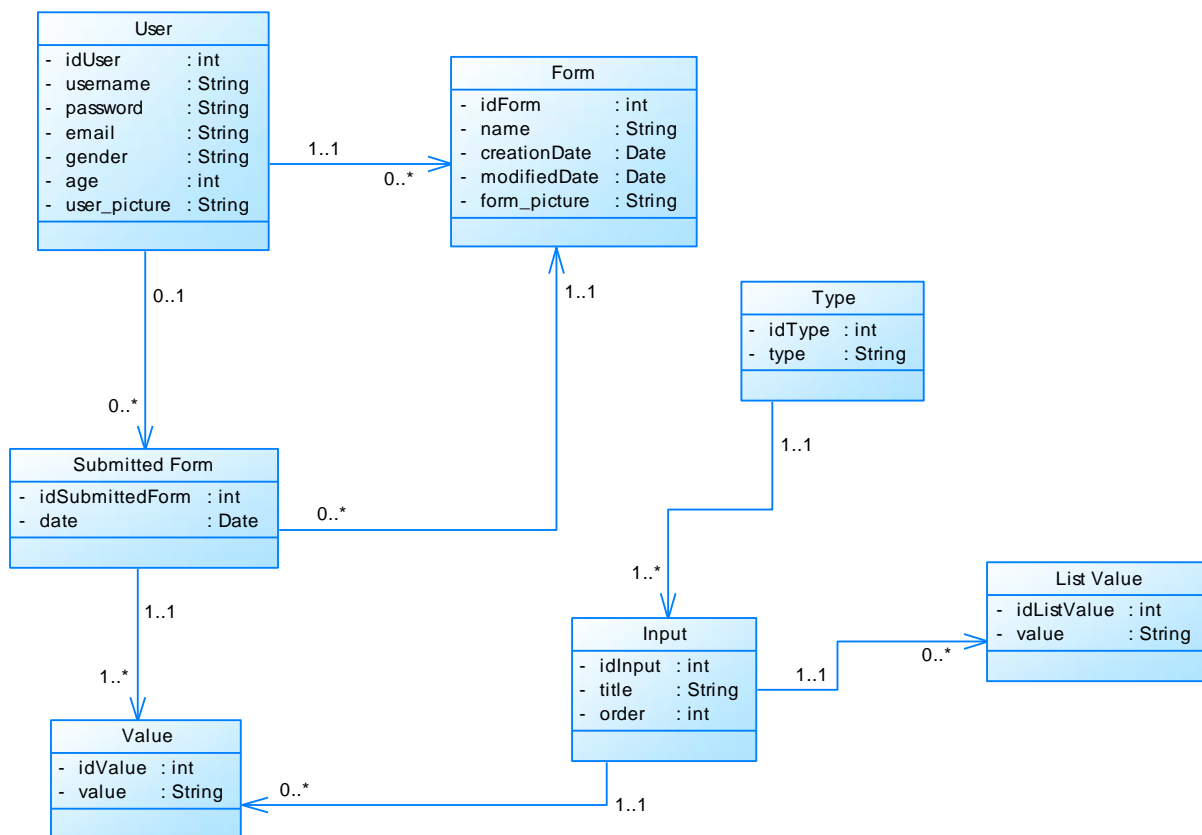 User
- idUser : int
- username : String
- password : String
- email : String
- gender : String
- age : int
- user_picture : String
Form
- idForm : int
- name : String
- creationDate : Date
- modifiedDate : Date
- form_picture : String
1..1
0..*
0..1
0..*
1..1
Type
- idType : int
- type : String
1..1
Submitted Form
- idSubmittedForm : int
- date : Date
0..*
1..1
1..*
1..*
List Value
- idListValue : int
- value : String
Input
- idInput : int
- title : String
- order : int
1..1
0..*
Value
- idValue : int
- value : String
0..*
1..1